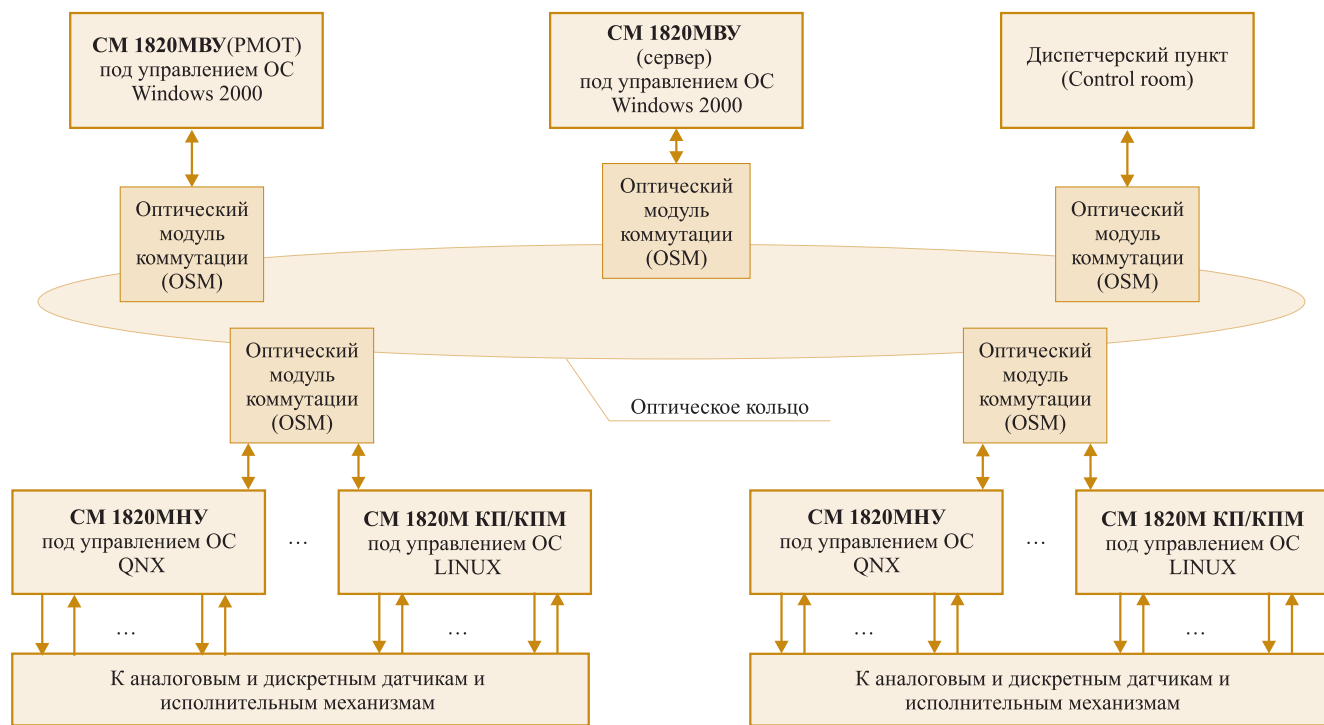 СМ 1820МВУ(РМОТ)
под управлением ОС
Windows 2000
СМ 1820МВУ
(сервер)
под управлением ОС
Windows 2000
Диспетчерский пункт
(Control room)
Оптический
модуль
коммутации
(OSM)
Оптический
модуль
коммутации
(OSM)
Оптический
модуль
коммутации
(OSM)
Оптический
модуль
коммутации
(OSM)
Оптический
модуль
коммутации
(OSM)
Оптическое кольцо
СМ 1820МНУ
под управлением ОС
QNX
...
СМ 1820М КП/КПМ
под управлением ОС
LINUX
СМ 1820МНУ
под управлением ОС
QNX
...
СМ 1820М КП/КПМ
под управлением ОС
LINUX
...
...
...
...
К аналоговым и дискретным датчикам и
исполнительным механизмам
К аналоговым и дискретным датчикам и
исполнительным механизмам